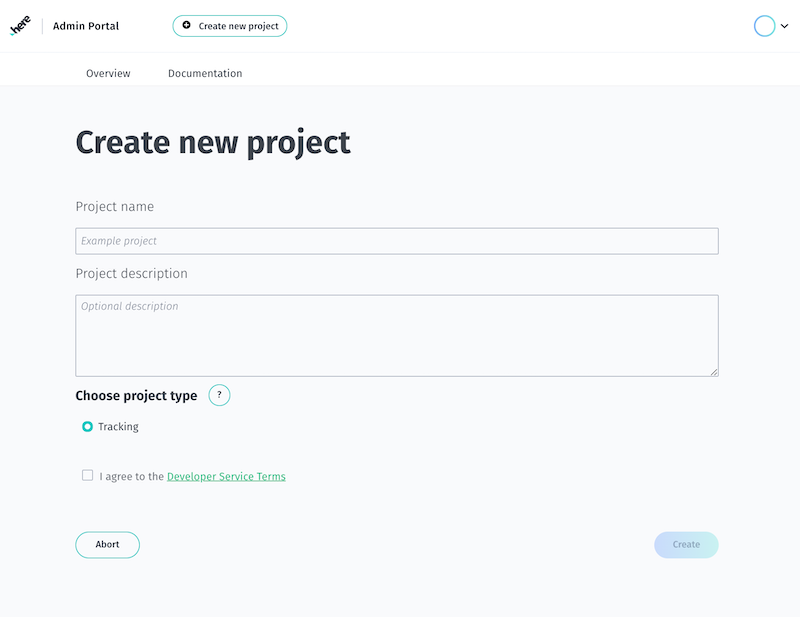 here
Admin Portal
Create new project
Overview
Documentation
Create new project
Project name
Example project
Project description
Optional description
Choose project type ?
Tracking
I agree to the Developer Service Terms
Abort
Create